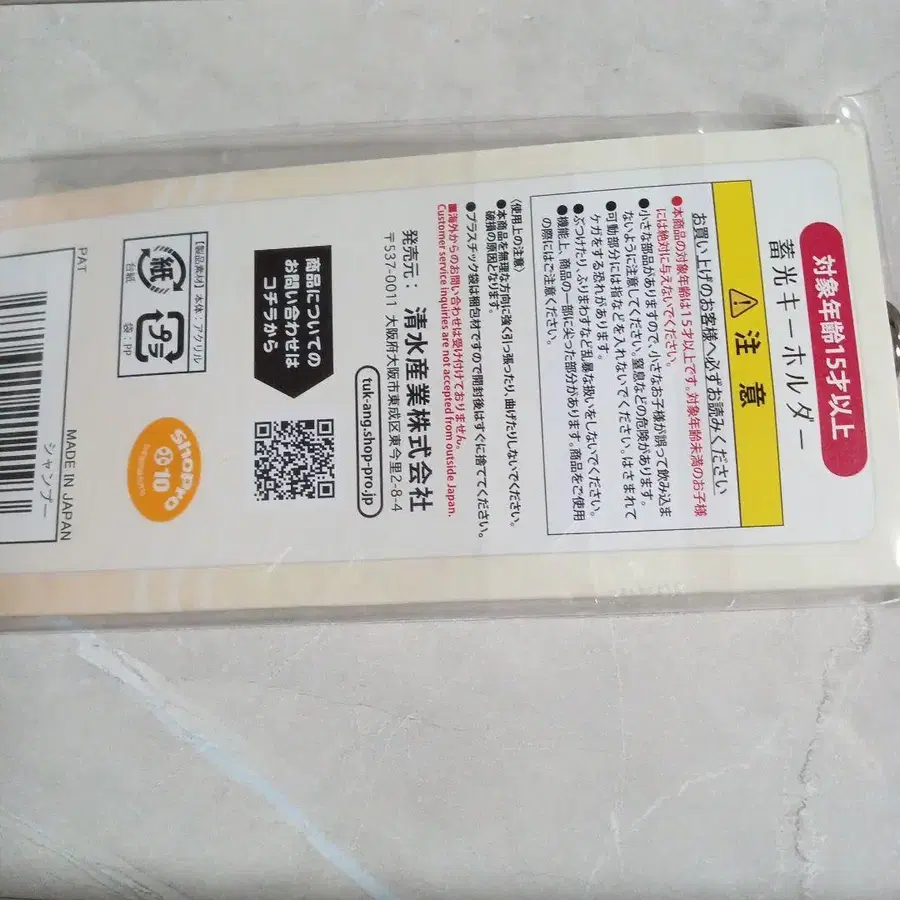 対象年齢15才以上
蓄光キーホルダー
注意
お買い上げのお客様へ必ずお読みください
●本商品の対象年齢は15才以上です。対象年齢未満のお子様
には絶対に与えないでください。
●小さな部品がありますので、小さなお子様が誤って飲み込ま
ないように注意してください。窒息などの危険があります。
●可動部分には指などを入れないでください。はさまれて
ケガをする恐れがあります。
●ぶつけたり、ふりまわすなど乱暴な扱いをしないでください。
●機能上、商品の一部に尖った部分があります。商品をご使用
の際にはご注意ください。
〈使用上の注意〉
●本商品を無理な方向に強く引っ張ったり、曲げたりしないでください。
破損の原因となります。
●プラスチック袋は梱包材ですので開封後はすぐに捨ててください。
■海外からのお問い合わせは受け付けておりません。
Customer service inquiries are not accepted from outside Japan.
発売元：清水産業株式会社
〒537-0011 大阪府大阪市東成区東今里2-8-4
tuk-ang.shop-pro.jp
商品についての
お問い合わせは
コチラから
【製品素材】本体：アクリル
紙
台紙
プラ
袋：PP
Shogaro
10
PAT
MADE IN JAPAN
シャンプー